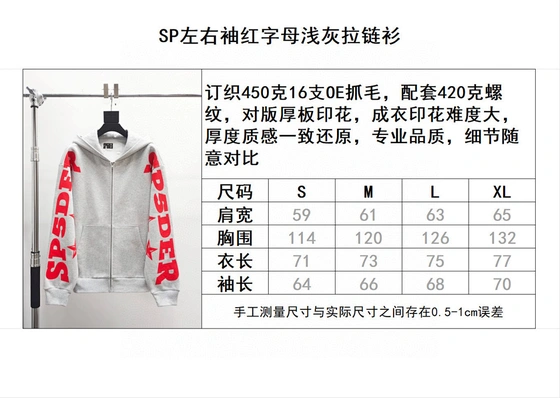 SP左右袖红字母浅灰拉链衫
订织450克16支OE抓毛，配套420克螺
纹，对版厚板印花，成衣印花难度大，
厚度质感一致还原，专业品质，细节随
意对比
尺码 S M L XL
肩宽 59 61 63 65
胸围 114 120 126 132
衣长 71 73 75 77
袖长 64 66 68 70
手工测量尺寸与实际尺寸之间存在0.5-1cm误差
SP5DER
SP5DER